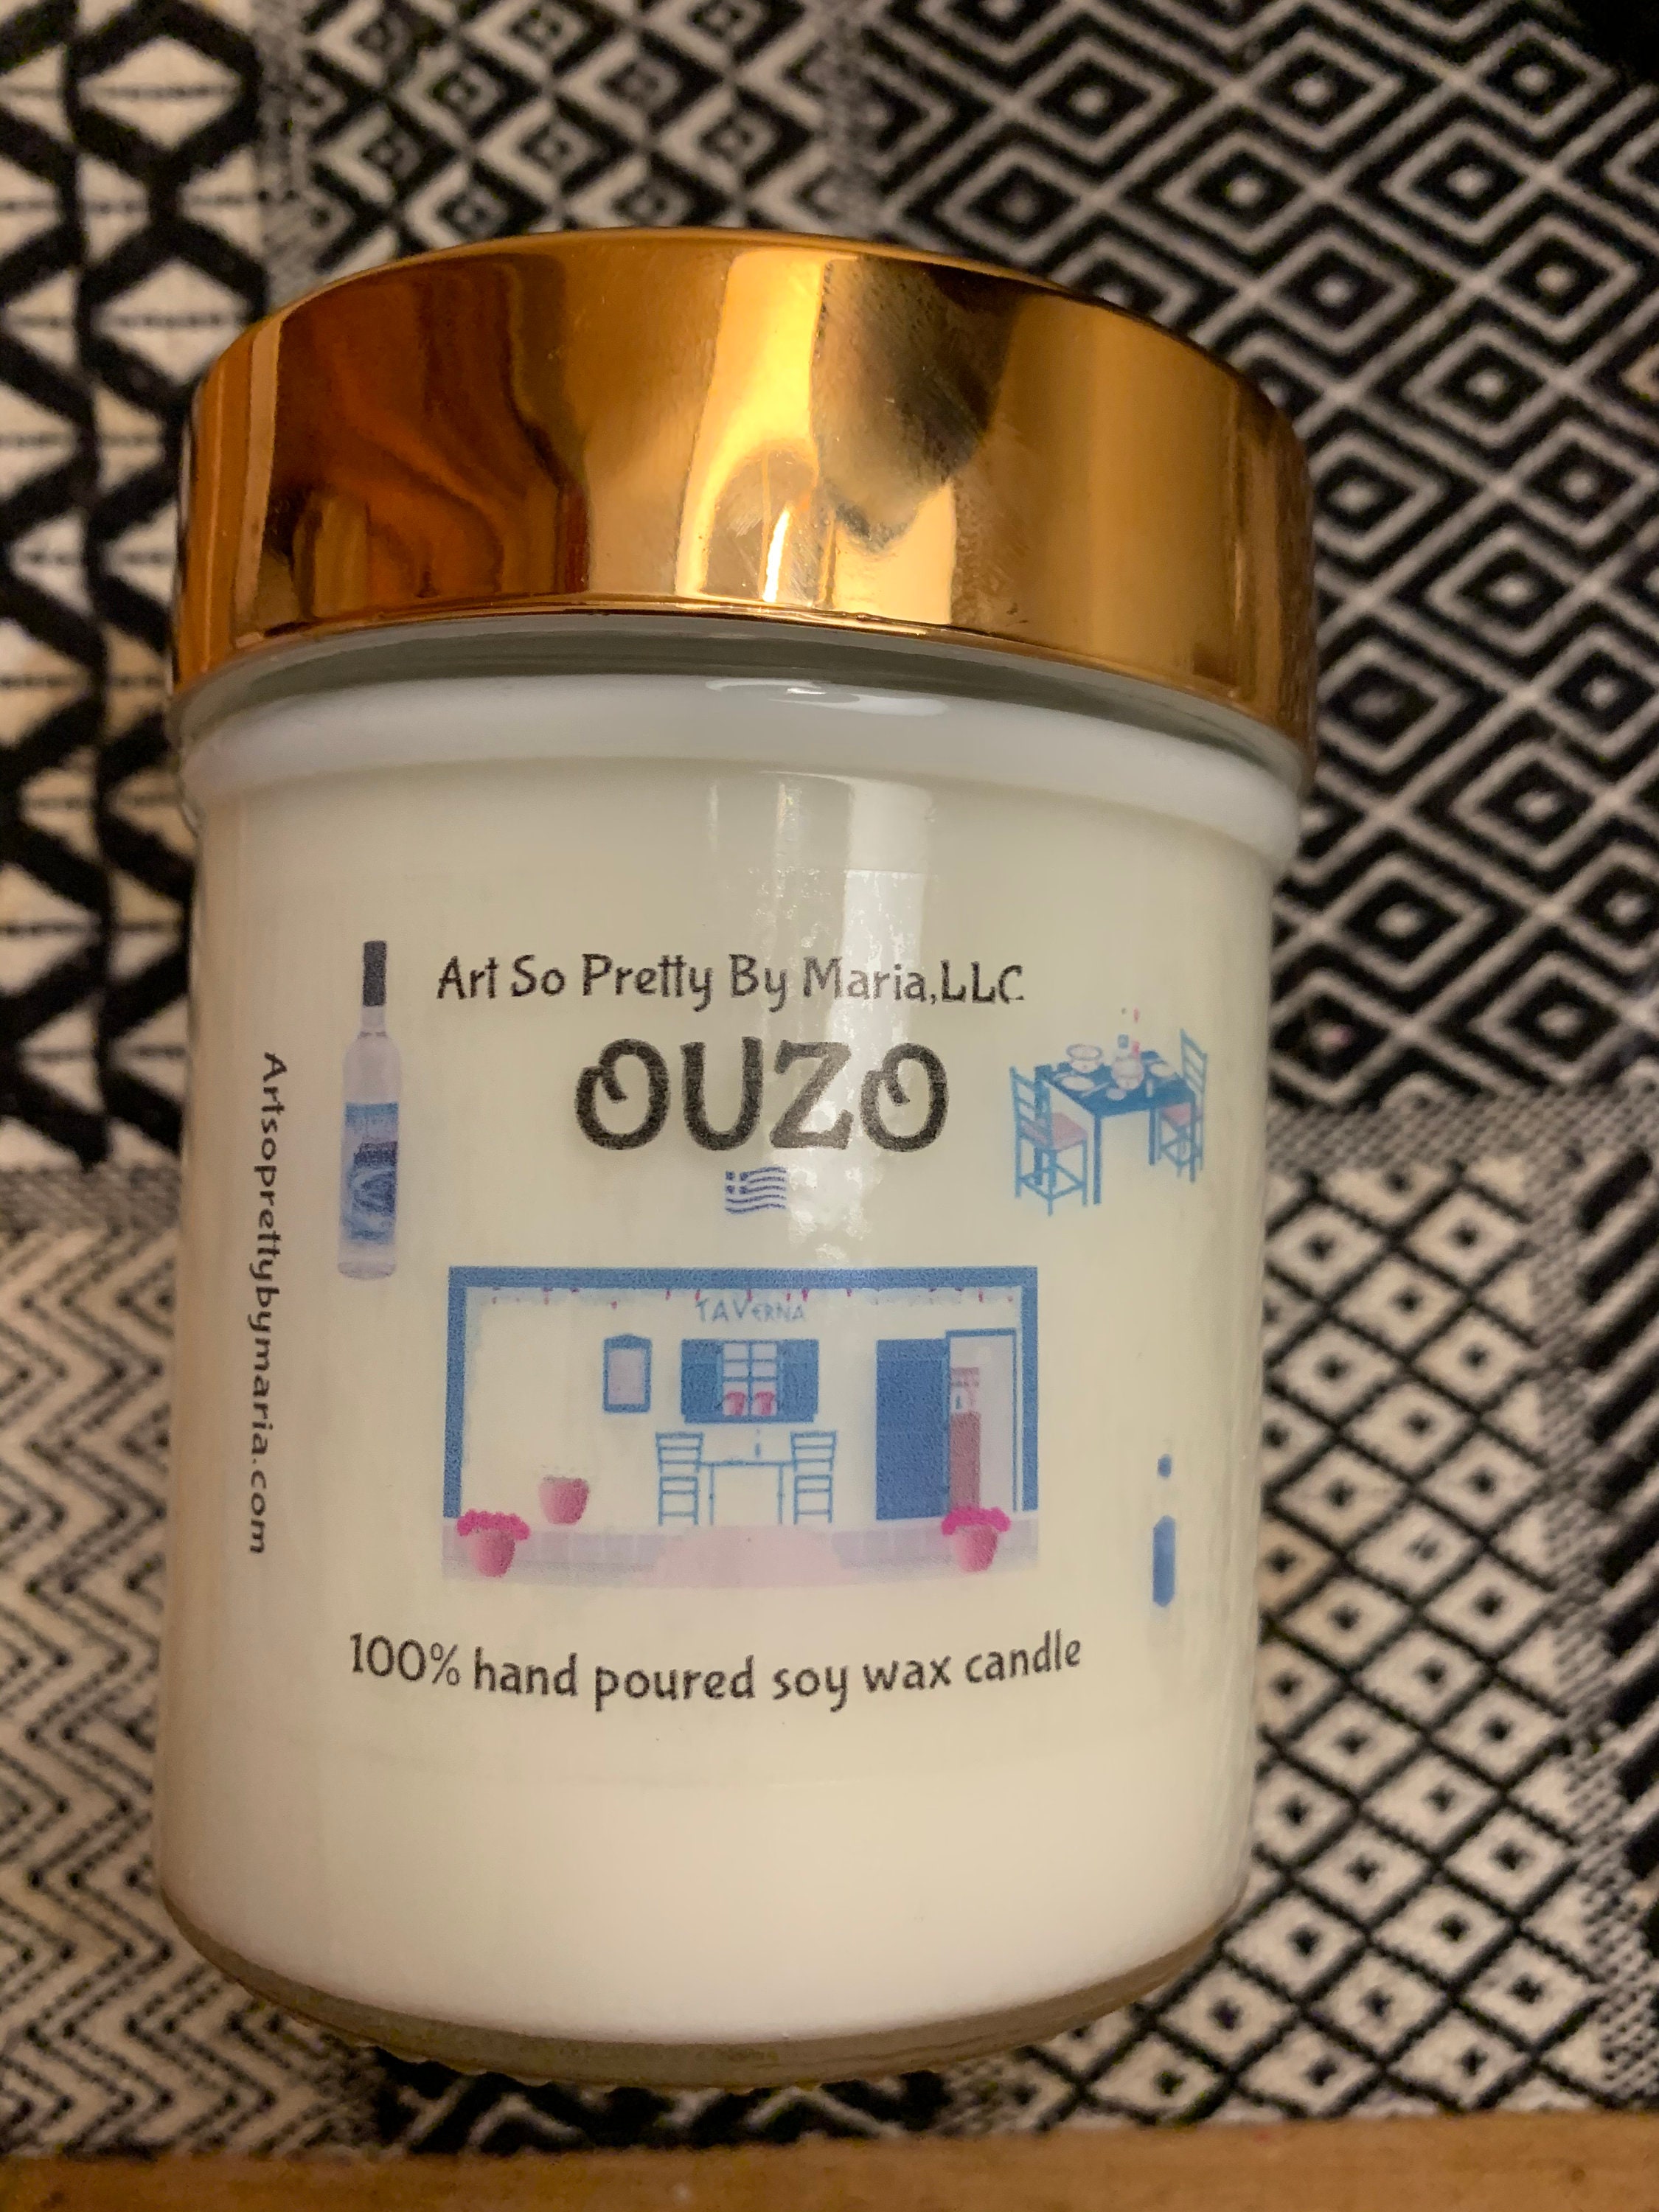 Art So Pretty By Maria,LLC
OUZO
Artsoprettybymaria.com
TAVERNA
100% hand poured soy wax candle